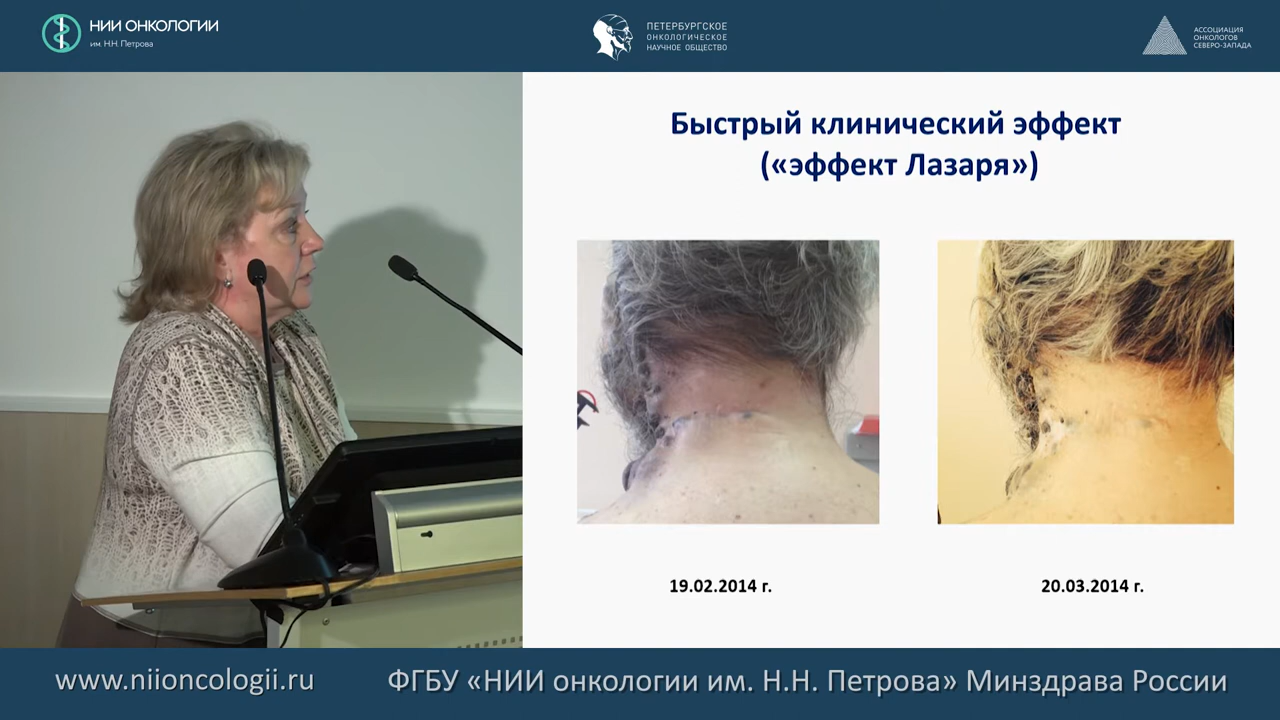 НИИ ОНКОЛОГИИ
им. Н.Н. Петрова
ПЕТЕРБУРГСКОЕ
ОНКОЛОГИЧЕСКОЕ
НАУЧНОЕ ОБЩЕСТВО
АССОЦИАЦИЯ
ОНКОЛОГОВ
СЕВЕРО-ЗАПАДА
Быстрый клинический эффект
(«эффект Лазаря»)
19.02.2014 г.
20.03.2014 г.
www.niioncologii.ru
ФГБУ «НИИ онкологии им. Н.Н. Петрова» Минздрава России